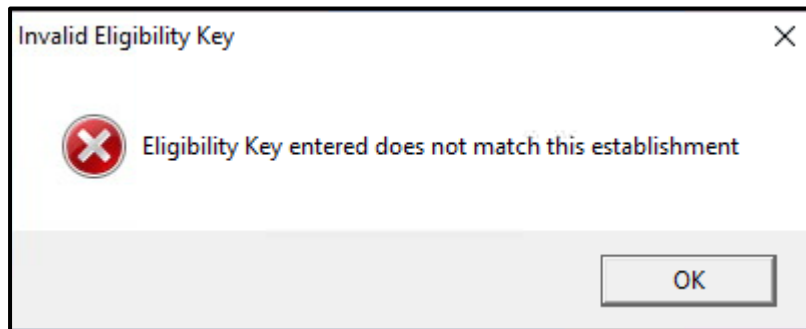 Invalid Eligibility Key
Eligibility Key entered does not match this establishment
OK